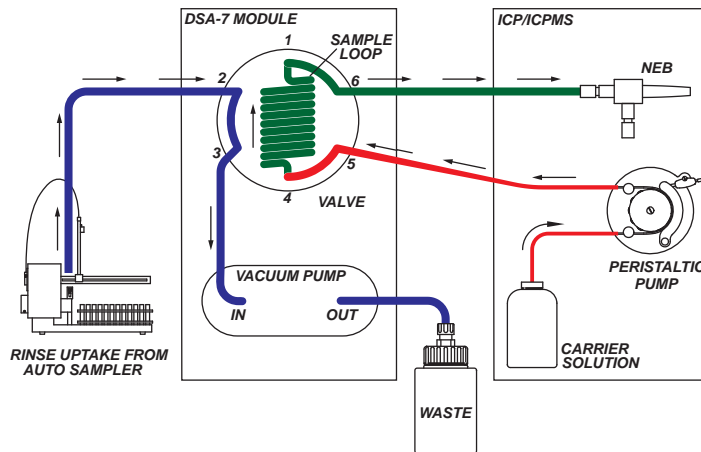 DSA-7 MODULE
ICP/ICPMS
1
SAMPLE
LOOP
2
6
NEB
3
5
4
VALVE
VACUUM PUMP
IN
OUT
PERISTALTIC
PUMP
RINSE UPTAKE FROM
AUTO SAMPLER
CARRIER
SOLUTION
WASTE